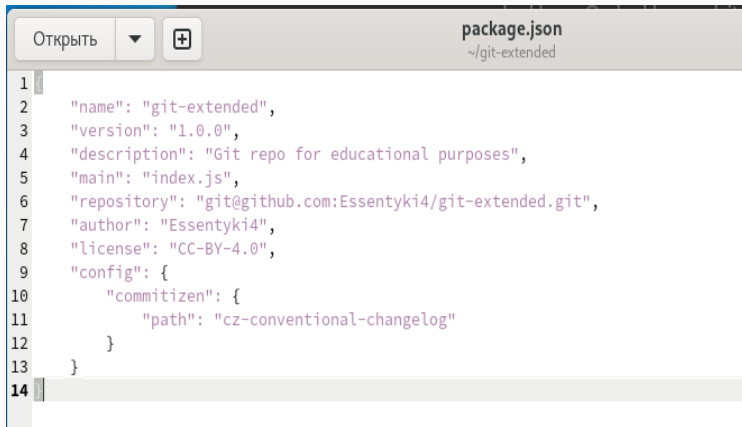 Открыть
package.json
~/git-extended
1 {
2 "name": "git-extended",
3 "version": "1.0.0",
4 "description": "Git repo for educational purposes",
5 "main": "index.js",
6 "repository": "git@github.com:Essentyki4/git-extended.git",
7 "author": "Essentyki4",
8 "license": "CC-BY-4.0",
9 "config": {
10 "commitizen": {
11 "path": "cz-conventional-changelog"
12 }
13 }
14 }